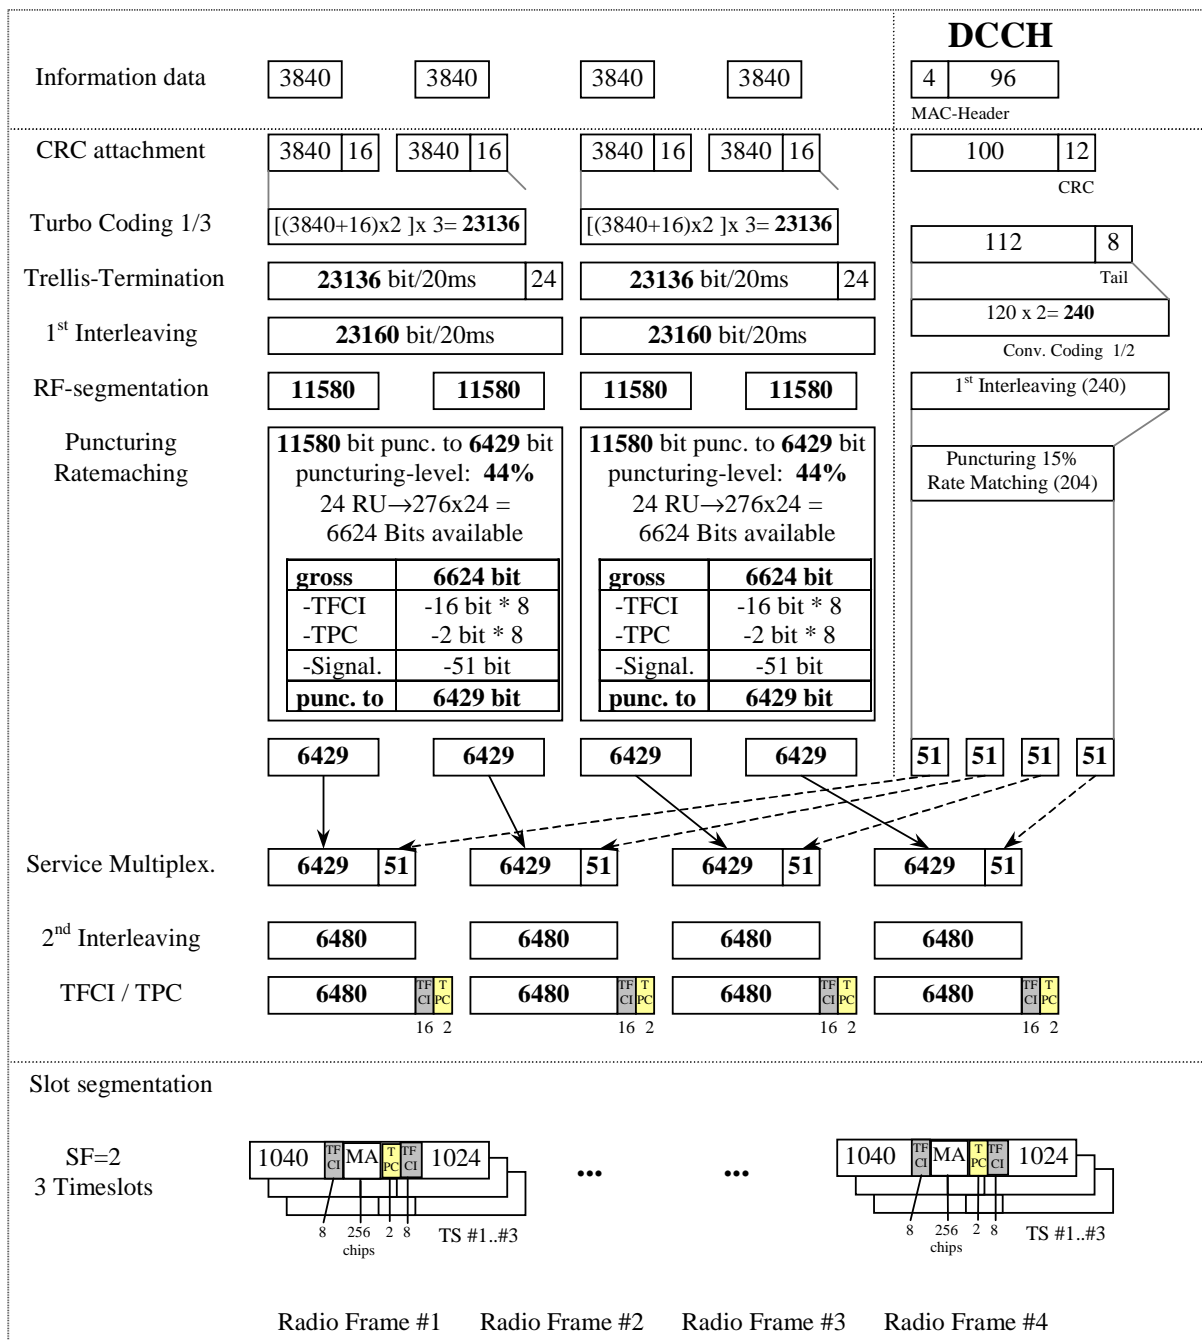 DCCH
Information data 3840 3840 3840 3840 4 96
MAC-Header
CRC attachment 3840 16 3840 16 3840 16 3840 16 100 12
CRC
Turbo Coding 1/3 [(3840+16)x2 ]x 3= 23136 [(3840+16)x2 ]x 3= 23136
112 8
Tail
Trellis-Termination 23136 bit/20ms 24 23136 bit/20ms 24
120 x 2= 240
1st Interleaving 23160 bit/20ms 23160 bit/20ms
Conv. Coding 1/2
RF-segmentation 11580 11580 11580 11580 1st Interleaving (240)
Puncturing
Ratemaching
11580 bit punc. to 6429 bit
puncturing-level: 44%
24 RU→276x24 =
6624 Bits available
gross 6624 bit
-TFCI -16 bit * 8
-TPC -2 bit * 8
-Signal. -51 bit
punc. to 6429 bit
11580 bit punc. to 6429 bit
puncturing-level: 44%
24 RU→276x24 =
6624 Bits available
gross 6624 bit
-TFCI -16 bit * 8
-TPC -2 bit * 8
-Signal. -51 bit
punc. to 6429 bit
Puncturing 15%
Rate Matching (204)
6429 6429 6429 6429 51 51 51 51
Service Multiplex. 6429 51 6429 51 6429 51 6429 51
2nd Interleaving 6480 6480 6480 6480
TFCI / TPC 6480 TF CI T PC 6480 TF CI T PC 6480 TF CI T PC 6480 TF CI T PC
16 2 16 2 16 2 16 2
Slot segmentation
SF=2
3 Timeslots
1040 TF CI MA T PC TF CI 1024 ... ... 1040 TF CI MA T PC TF CI 1024
8 256 2 8 TS #1..#3 8 256 2 8 TS #1..#3
chips chips
Radio Frame #1 Radio Frame #2 Radio Frame #3 Radio Frame #4